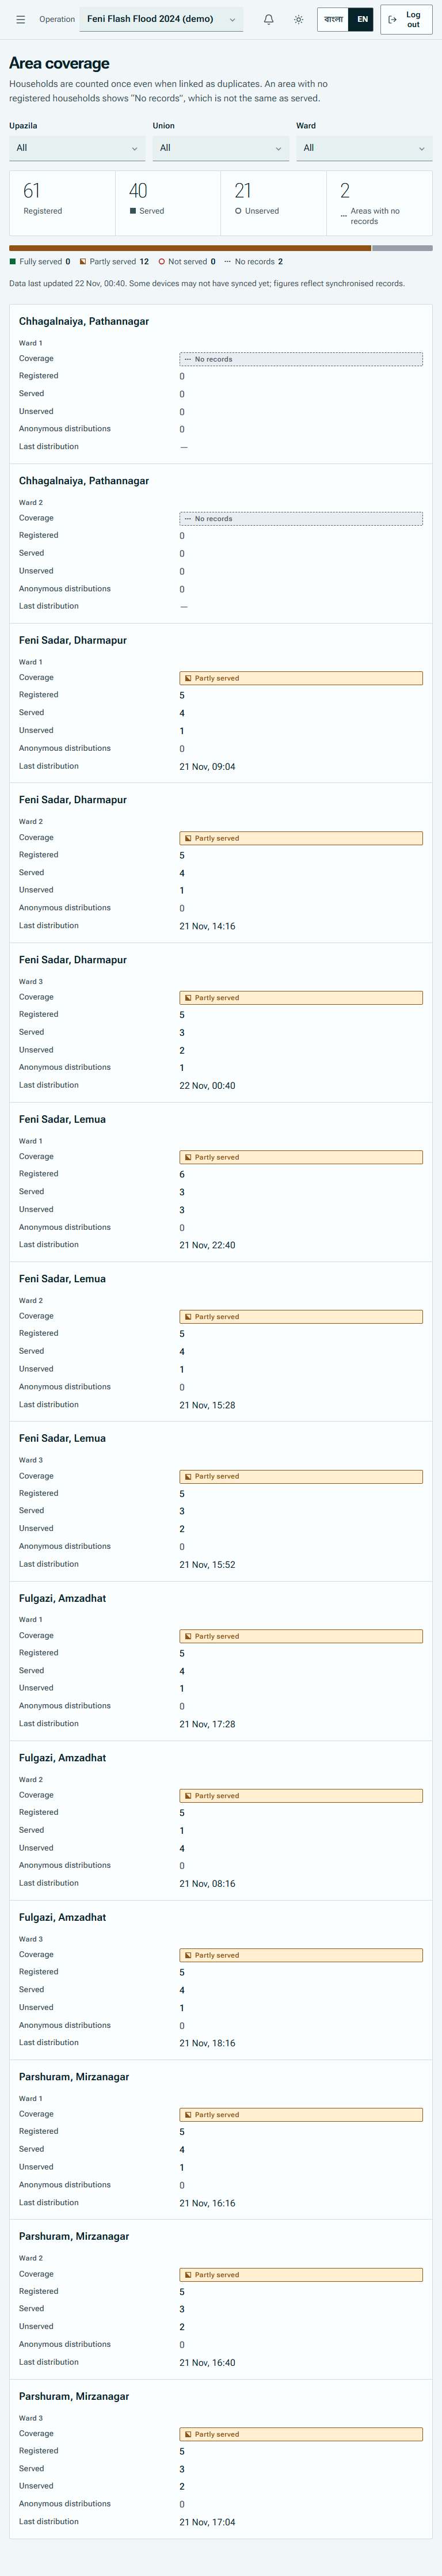 Operation
Feni Flash Flood 2024 (demo)
বাংলা
EN
Log out
Area coverage
Households are counted once even when linked as duplicates. An area with no
registered households shows “No records”, which is not the same as served.
Upazila
Union
Ward
All
All
All
61
Registered
40
Served
21
Unserved
2
Areas with no records
Fully served 0
Partly served 12
Not served 0
No records 2
Data last updated 22 Nov, 00:40. Some devices may not have synced yet; figures reflect synchronised records.
Chhagalnaiya, Pathannagar
Ward 1
Coverage No records
Registered 0
Served 0
Unserved 0
Anonymous distributions 0
Last distribution —
Chhagalnaiya, Pathannagar
Ward 2
Coverage No records
Registered 0
Served 0
Unserved 0
Anonymous distributions 0
Last distribution —
Feni Sadar, Dharmapur
Ward 1
Coverage Partly served
Registered 5
Served 4
Unserved 1
Anonymous distributions 0
Last distribution 21 Nov, 09:04
Feni Sadar, Dharmapur
Ward 2
Coverage Partly served
Registered 5
Served 4
Unserved 1
Anonymous distributions 0
Last distribution 21 Nov, 14:16
Feni Sadar, Dharmapur
Ward 3
Coverage Partly served
Registered 5
Served 3
Unserved 2
Anonymous distributions 1
Last distribution 22 Nov, 00:40
Feni Sadar, Lemua
Ward 1
Coverage Partly served
Registered 6
Served 3
Unserved 3
Anonymous distributions 0
Last distribution 21 Nov, 22:40
Feni Sadar, Lemua
Ward 2
Coverage Partly served
Registered 5
Served 4
Unserved 1
Anonymous distributions 0
Last distribution 21 Nov, 15:28
Feni Sadar, Lemua
Ward 3
Coverage Partly served
Registered 5
Served 3
Unserved 2
Anonymous distributions 0
Last distribution 21 Nov, 15:52
Fulgazi, Amzadhat
Ward 1
Coverage Partly served
Registered 5
Served 4
Unserved 1
Anonymous distributions 0
Last distribution 21 Nov, 17:28
Fulgazi, Amzadhat
Ward 2
Coverage Partly served
Registered 5
Served 1
Unserved 4
Anonymous distributions 0
Last distribution 21 Nov, 08:16
Fulgazi, Amzadhat
Ward 3
Coverage Partly served
Registered 5
Served 4
Unserved 1
Anonymous distributions 0
Last distribution 21 Nov, 18:16
Parshuram, Mirzanagar
Ward 1
Coverage Partly served
Registered 5
Served 4
Unserved 1
Anonymous distributions 0
Last distribution 21 Nov, 16:16
Parshuram, Mirzanagar
Ward 2
Coverage Partly served
Registered 5
Served 3
Unserved 2
Anonymous distributions 0
Last distribution 21 Nov, 16:40
Parshuram, Mirzanagar
Ward 3
Coverage Partly served
Registered 5
Served 3
Unserved 2
Anonymous distributions 0
Last distribution 21 Nov, 17:04